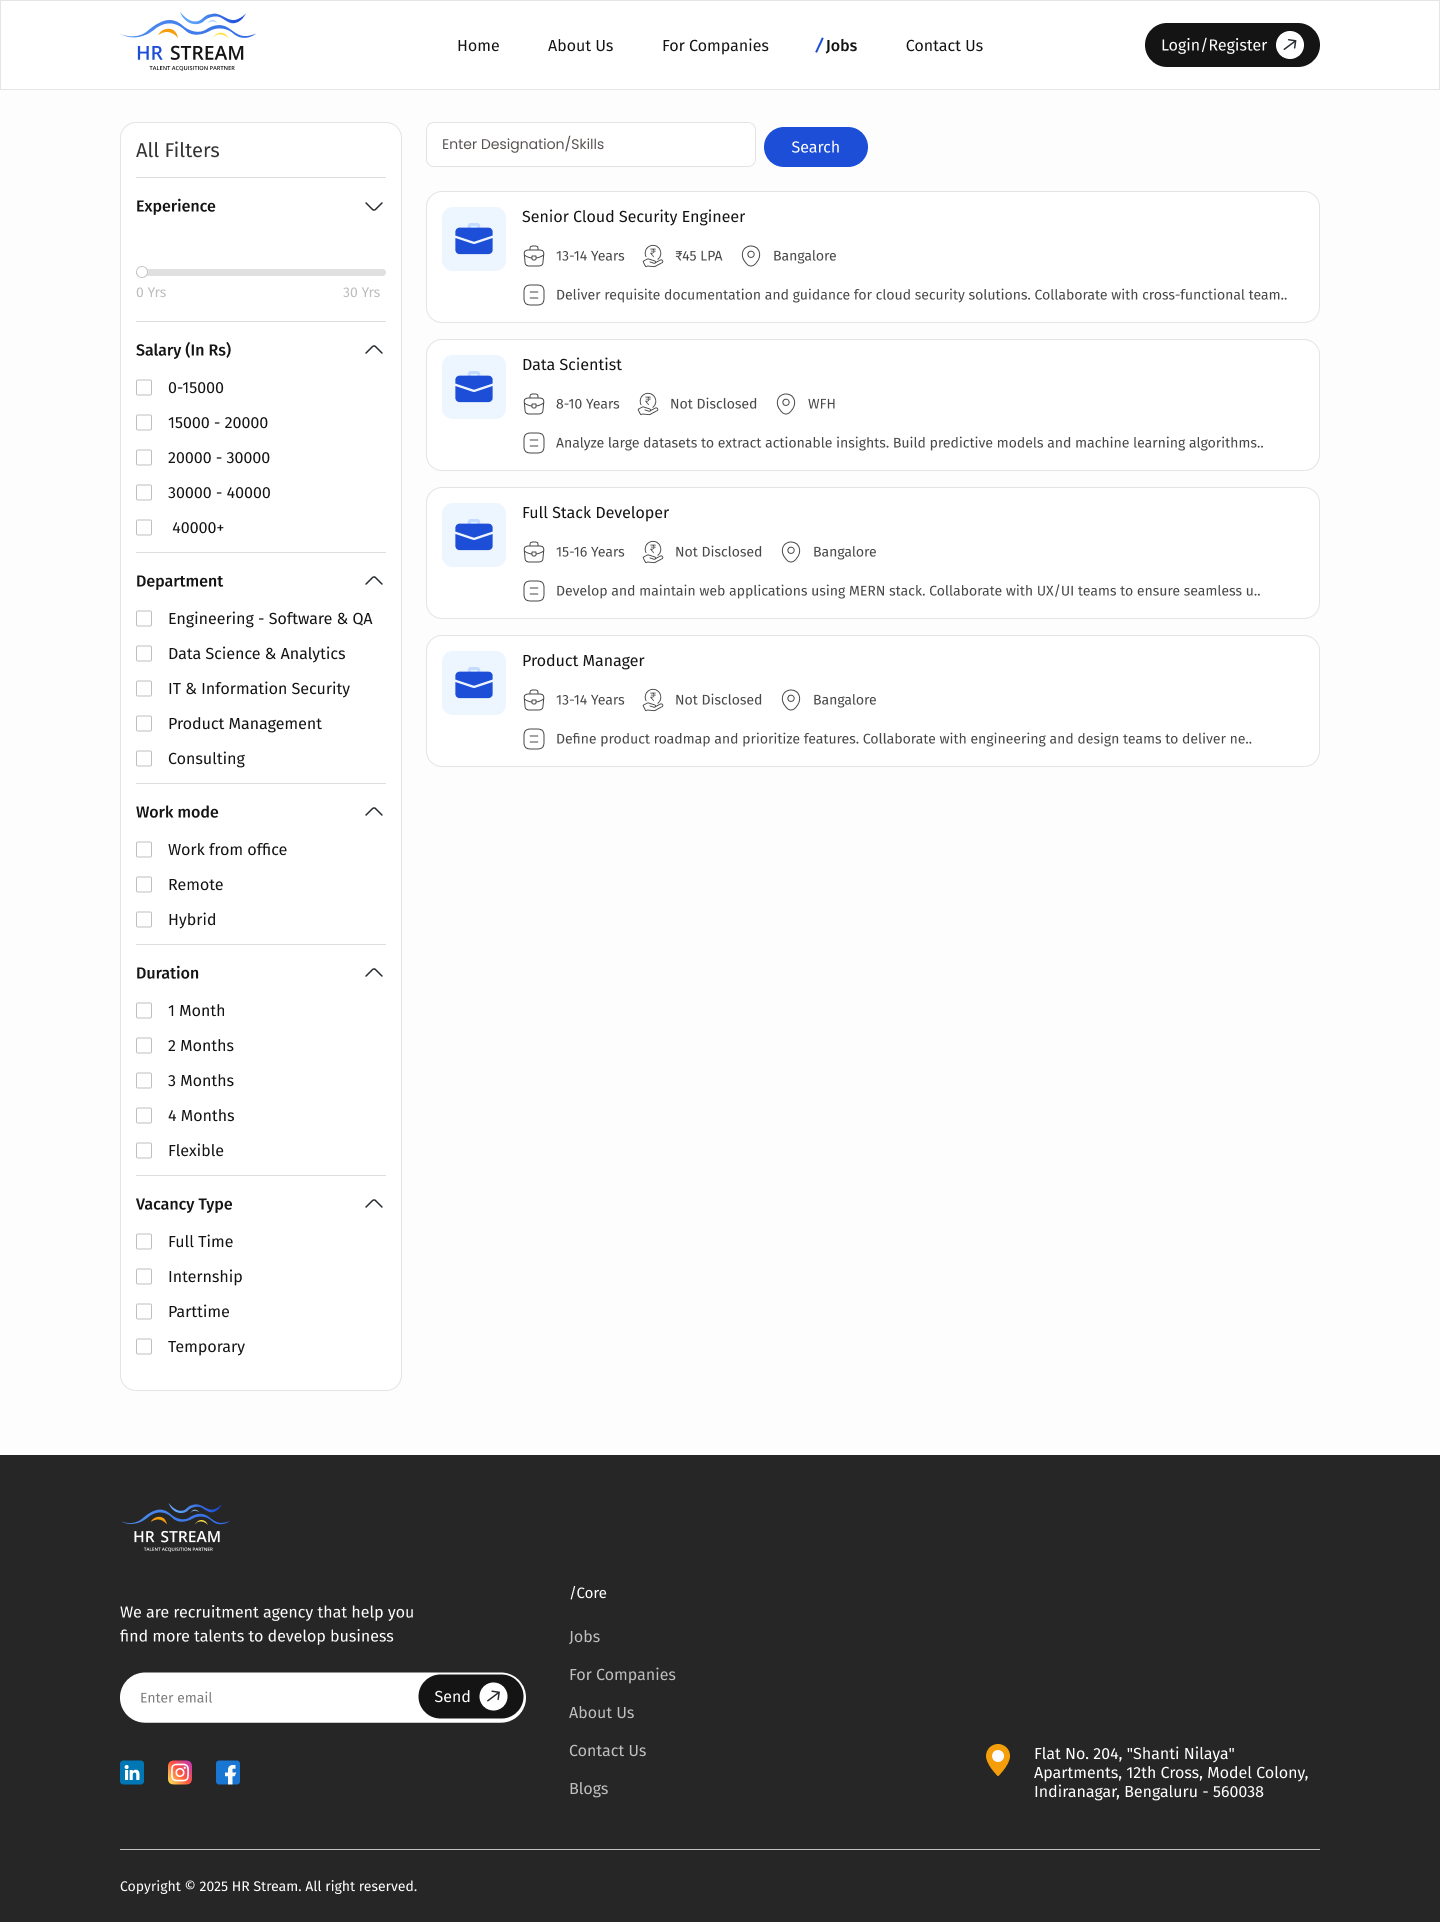 HR STREAM
TALENT ACQUISITION PARTNER
Home
About Us
For Companies
/Jobs
Contact Us
Login/Register
All Filters
Experience
0 Yrs
30 Yrs
Salary (In Rs)
0-15000
15000 - 20000
20000 - 30000
30000 - 40000
40000+
Department
Engineering - Software & QA
Data Science & Analytics
IT & Information Security
Product Management
Consulting
Work mode
Work from office
Remote
Hybrid
Duration
1 Month
2 Months
3 Months
4 Months
Flexible
Vacancy Type
Full Time
Internship
Parttime
Temporary
Enter Designation/Skills
Search
Senior Cloud Security Engineer
13-14 Years
₹45 LPA
Bangalore
Deliver requisite documentation and guidance for cloud security solutions. Collaborate with cross-functional team..
Data Scientist
8-10 Years
Not Disclosed
WFH
Analyze large datasets to extract actionable insights. Build predictive models and machine learning algorithms..
Full Stack Developer
15-16 Years
Not Disclosed
Bangalore
Develop and maintain web applications using MERN stack. Collaborate with UX/UI teams to ensure seamless u..
Product Manager
13-14 Years
Not Disclosed
Bangalore
Define product roadmap and prioritize features. Collaborate with engineering and design teams to deliver ne..
HR STREAM
TALENT ACQUISITION PARTNER
We are recruitment agency that help you
find more talents to develop business
Enter email
Send
in
/Core
Jobs
For Companies
About Us
Contact Us
Blogs
Flat No. 204, "Shanti Nilaya"
Apartments, 12th Cross, Model Colony,
Indiranagar, Bengaluru - 560038
Copyright © 2025 HR Stream. All right reserved.